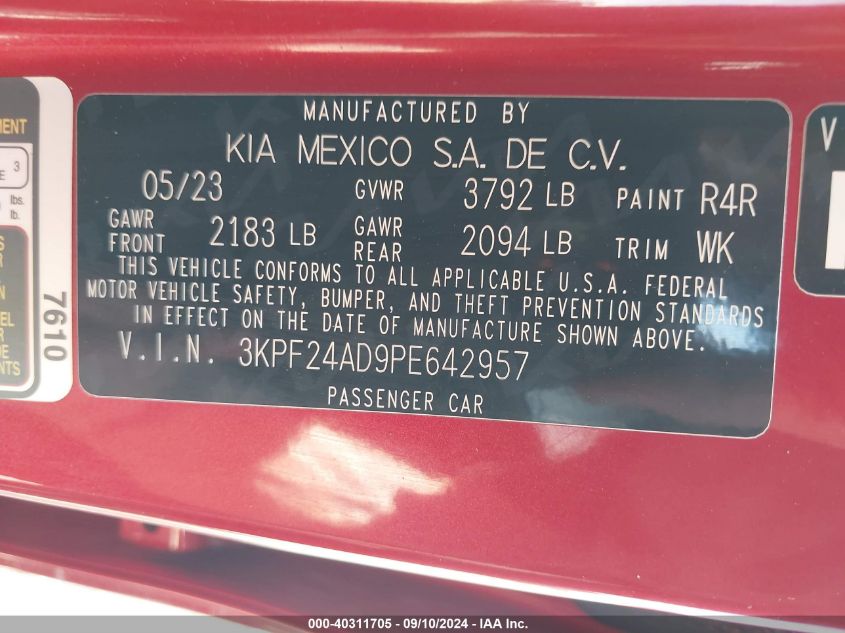 MANUFACTURED BY
KIA MEXICO S.A. DE C.V.
05/23 GVWR 3792 LB PAINT R4R
GAWR FRONT 2183 LB GAWR REAR 2094 LB TRIM WK
THIS VEHICLE CONFORMS TO ALL APPLICABLE U.S.A. FEDERAL
MOTOR VEHICLE SAFETY, BUMPER, AND THEFT PREVENTION STANDARDS
IN EFFECT ON THE DATE OF MANUFACTURE SHOWN ABOVE.
V.I.N. 3KPF24AD9PE642957
PASSENGER CAR
3
lbs.
lb.
7610
V
000-40311705 - 09/10/2024 - IAA Inc.